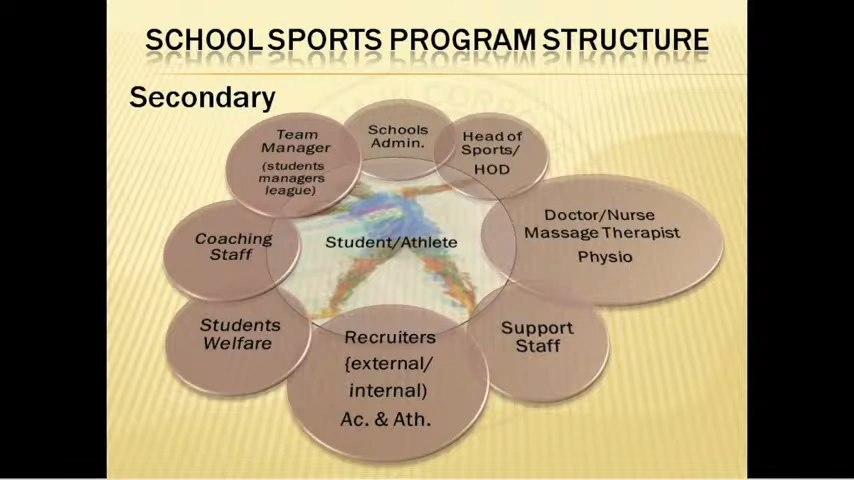 SCHOOL SPORTS PROGRAM STRUCTURE
Secondary
Schools
Admin.
Head of
Sports/
HOD
Doctor/Nurse
Massage Therapist
Physio
Support
Staff
Recruiters
{external/
internal)
Ac. & Ath.
Students
Welfare
Coaching
Staff
Team
Manager
(students
managers
league)
Student/Athlete